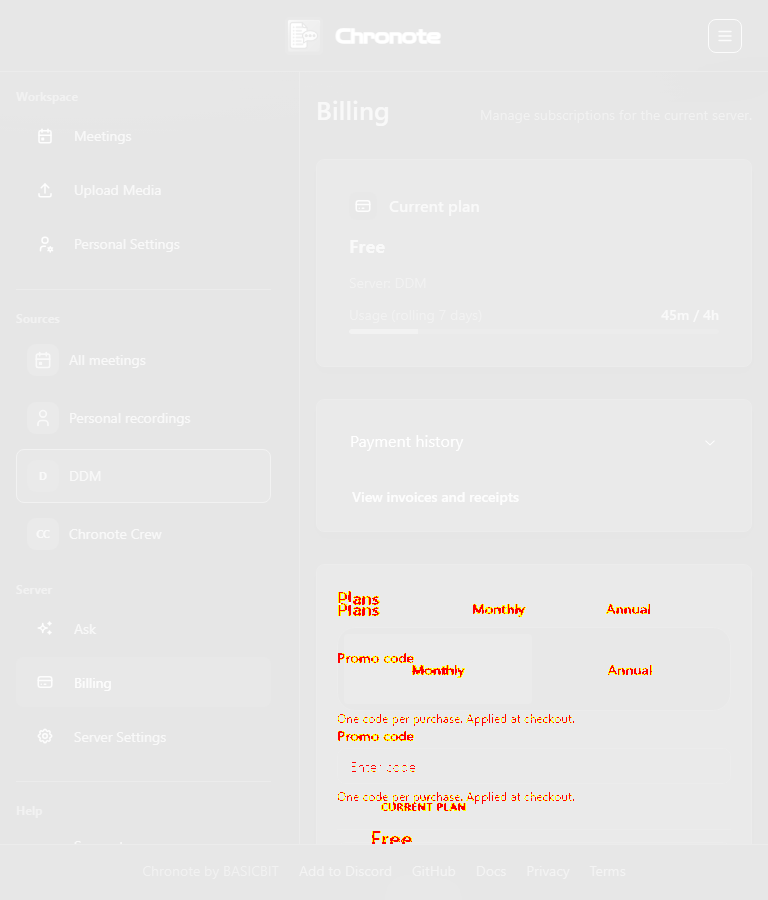 Chronote
Workspace
Meetings
Upload Media
Personal Settings
Sources
All meetings
Personal recordings
D DDM
CC Chronote Crew
Server
Ask
Billing
Server Settings
Help
Billing
Manage subscriptions for the current server.
Current plan
Free
Server: DDM
Usage (rolling 7 days) 45m / 4h
Payment history
View invoices and receipts
Plans
Plans Monthly Annual
Promo code
Monthly Annual
One code per purchase. Applied at checkout.
Promo code
Enter code
One code per purchase. Applied at checkout.
CURRENT PLAN
Free
Chronote by BASICBIT Add to Discord GitHub Docs Privacy Terms